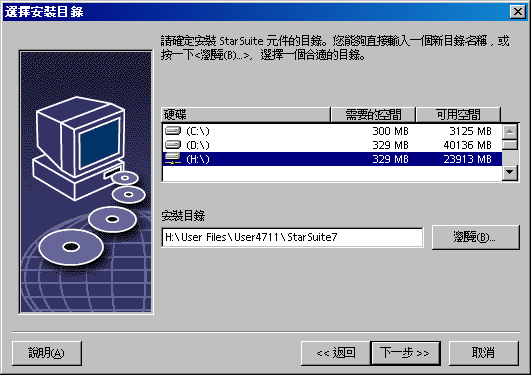 選擇安裝目錄
請確定安裝 StarSuite 元件的目錄。您能夠直接輸入一個新目錄名稱，或
按一下<瀏覽(B)...>，選擇一個合適的目錄。
硬碟 需要的空間 可用空間
(C:\) 300 MB 3125 MB
(D:\) 329 MB 40136 MB
(H:\) 329 MB 23913 MB
安裝目錄
H:\User Files\User4711\StarSuite7 瀏覽(B)...
說明(A) << 返回 下一步 >> 取消